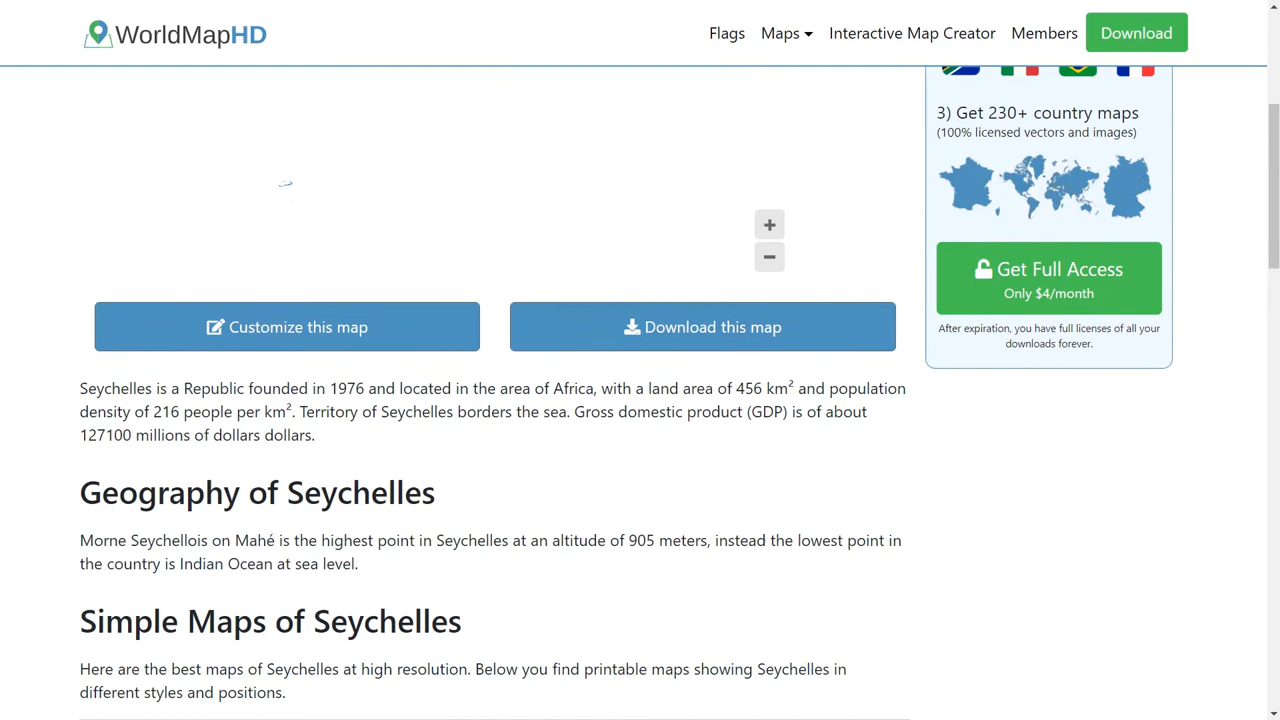 WorldMapHD
Flags
Maps
Interactive Map Creator
Members
Download
3) Get 230+ country maps
(100% licensed vectors and images)
Get Full Access
Only $4/month
After expiration, you have full licenses of all your
downloads forever.
Customize this map
Download this map
Seychelles is a Republic founded in 1976 and located in the area of Africa, with a land area of 456 km² and population
density of 216 people per km². Territory of Seychelles borders the sea. Gross domestic product (GDP) is of about
127100 millions of dollars dollars.
Geography of Seychelles
Morne Seychellois on Mahé is the highest point in Seychelles at an altitude of 905 meters, instead the lowest point in
the country is Indian Ocean at sea level.
Simple Maps of Seychelles
Here are the best maps of Seychelles at high resolution. Below you find printable maps showing Seychelles in
different styles and positions.